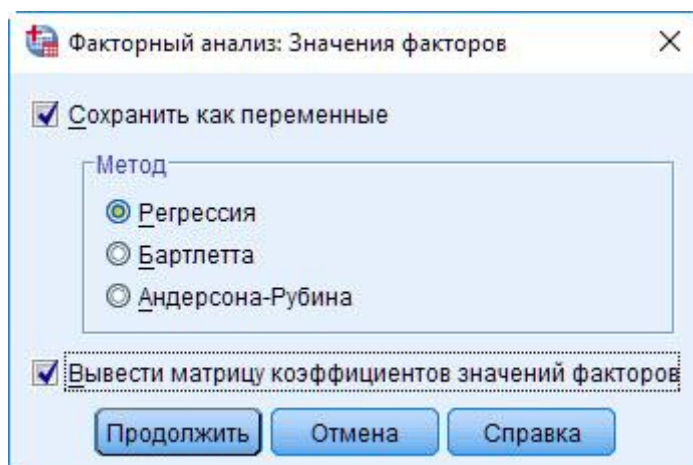 Факторный анализ: Значения факторов
Сохранить как переменные
Метод
Регрессия
Бартлетта
Андерсона-Рубина
Вывести матрицу коэффициентов значений факторов
Продолжить Отмена Справка